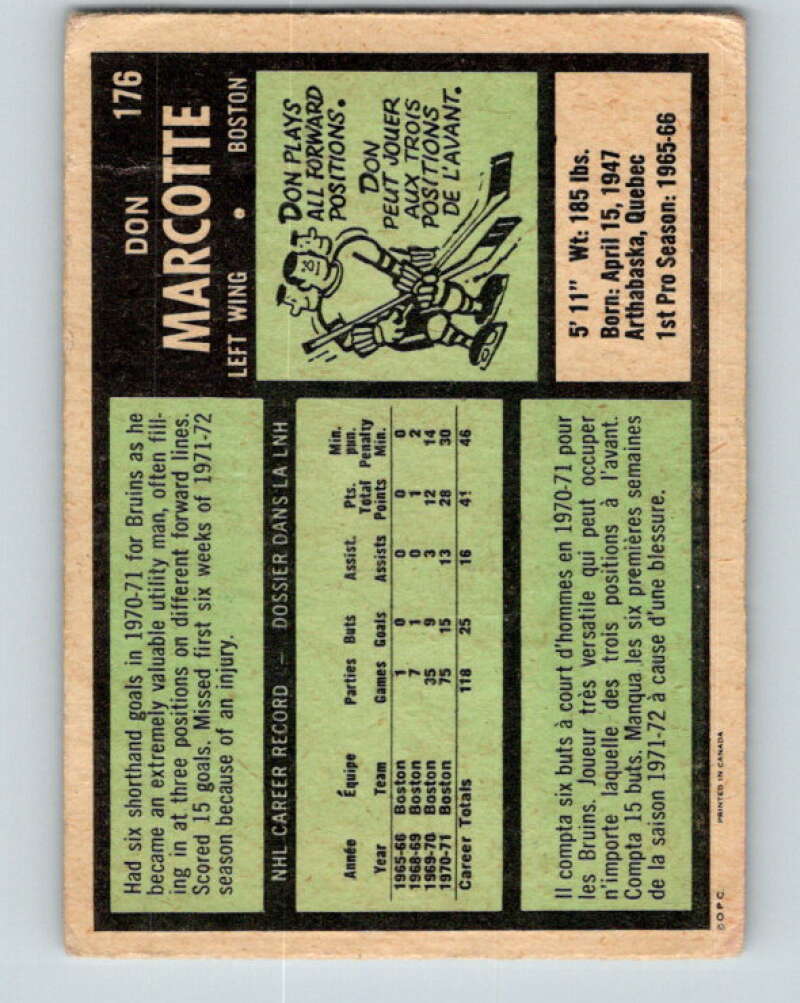 DON 176
MARCOTTE
LEFT WING • BOSTON
Had six shorthand goals in 1970-71 for Bruins as he
became an extremely valuable utility man, often fill-
ing in at three positions on different forward lines.
Scored 15 goals. Missed first six weeks of 1971-72
season because of an injury.
DON PLAYS
ALL FORWARD
POSITIONS.
DON
PEUT JOUER
AUX TROIS
POSITIONS
DE L'AVANT.
NHL CAREER RECORD — DOSSIER DANS LA LNH
Année Équipe Parties Buts Assist. Pts. Min.
Total pun.
Penalty
Year Team Games Goals Assists Points Min.
1965-66 Boston 1 0 0 0 0
1968-69 Boston 7 1 0 1 2
1969-70 Boston 35 9 3 12 14
1970-71 Boston 75 15 13 28 30
Career Totals 118 25 16 41 46
5' 11" Wt: 185 lbs.
Born: April 15, 1947
Arthabaska, Quebec
1st Pro Season: 1965-66
Il compta six buts à court d'hommes en 1970-71 pour
les Bruins. Joueur très versatile qui peut occuper
n'importe laquelle des trois positions à l'avant.
Compta 15 buts. Manqua les six premières semaines
de la saison 1971-72 à cause d'une blessure.
©O.P.C. PRINTED IN CANADA